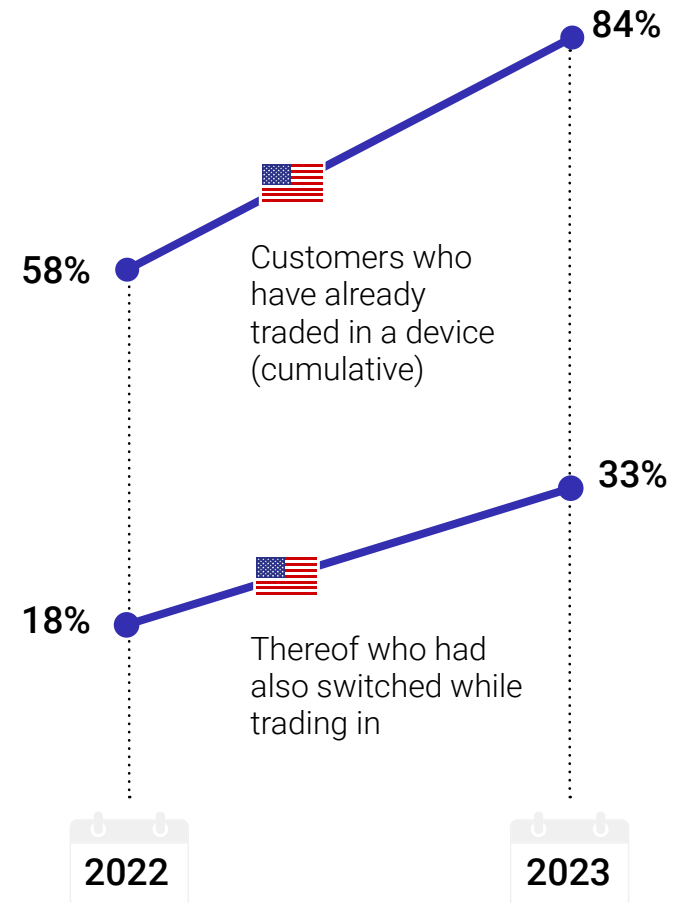 84%
58%
Customers who
have already
traded in a device
(cumulative)
33%
18%
Thereof who had
also switched while
trading in
2022
2023